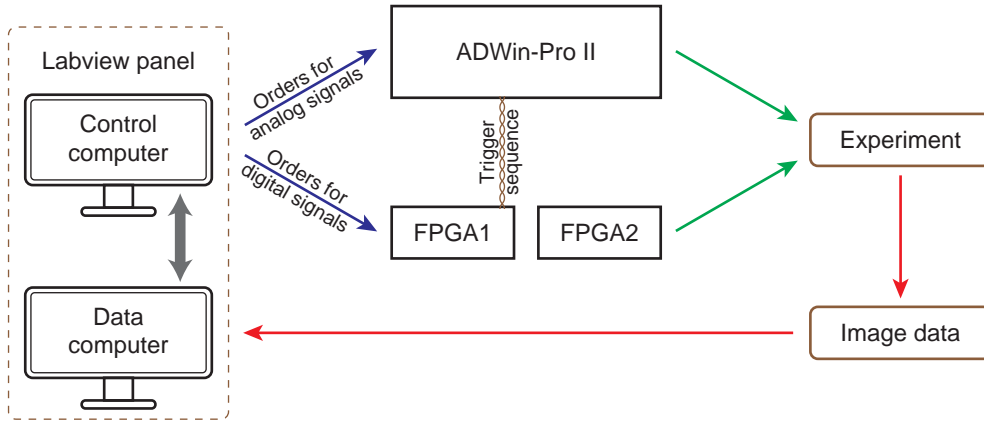 Labview panel
Control
computer
Data
computer
Orders for
analog signals
Orders for
digital signals
ADWin-Pro II
Trigger
sequence
FPGA1
FPGA2
Experiment
Image data